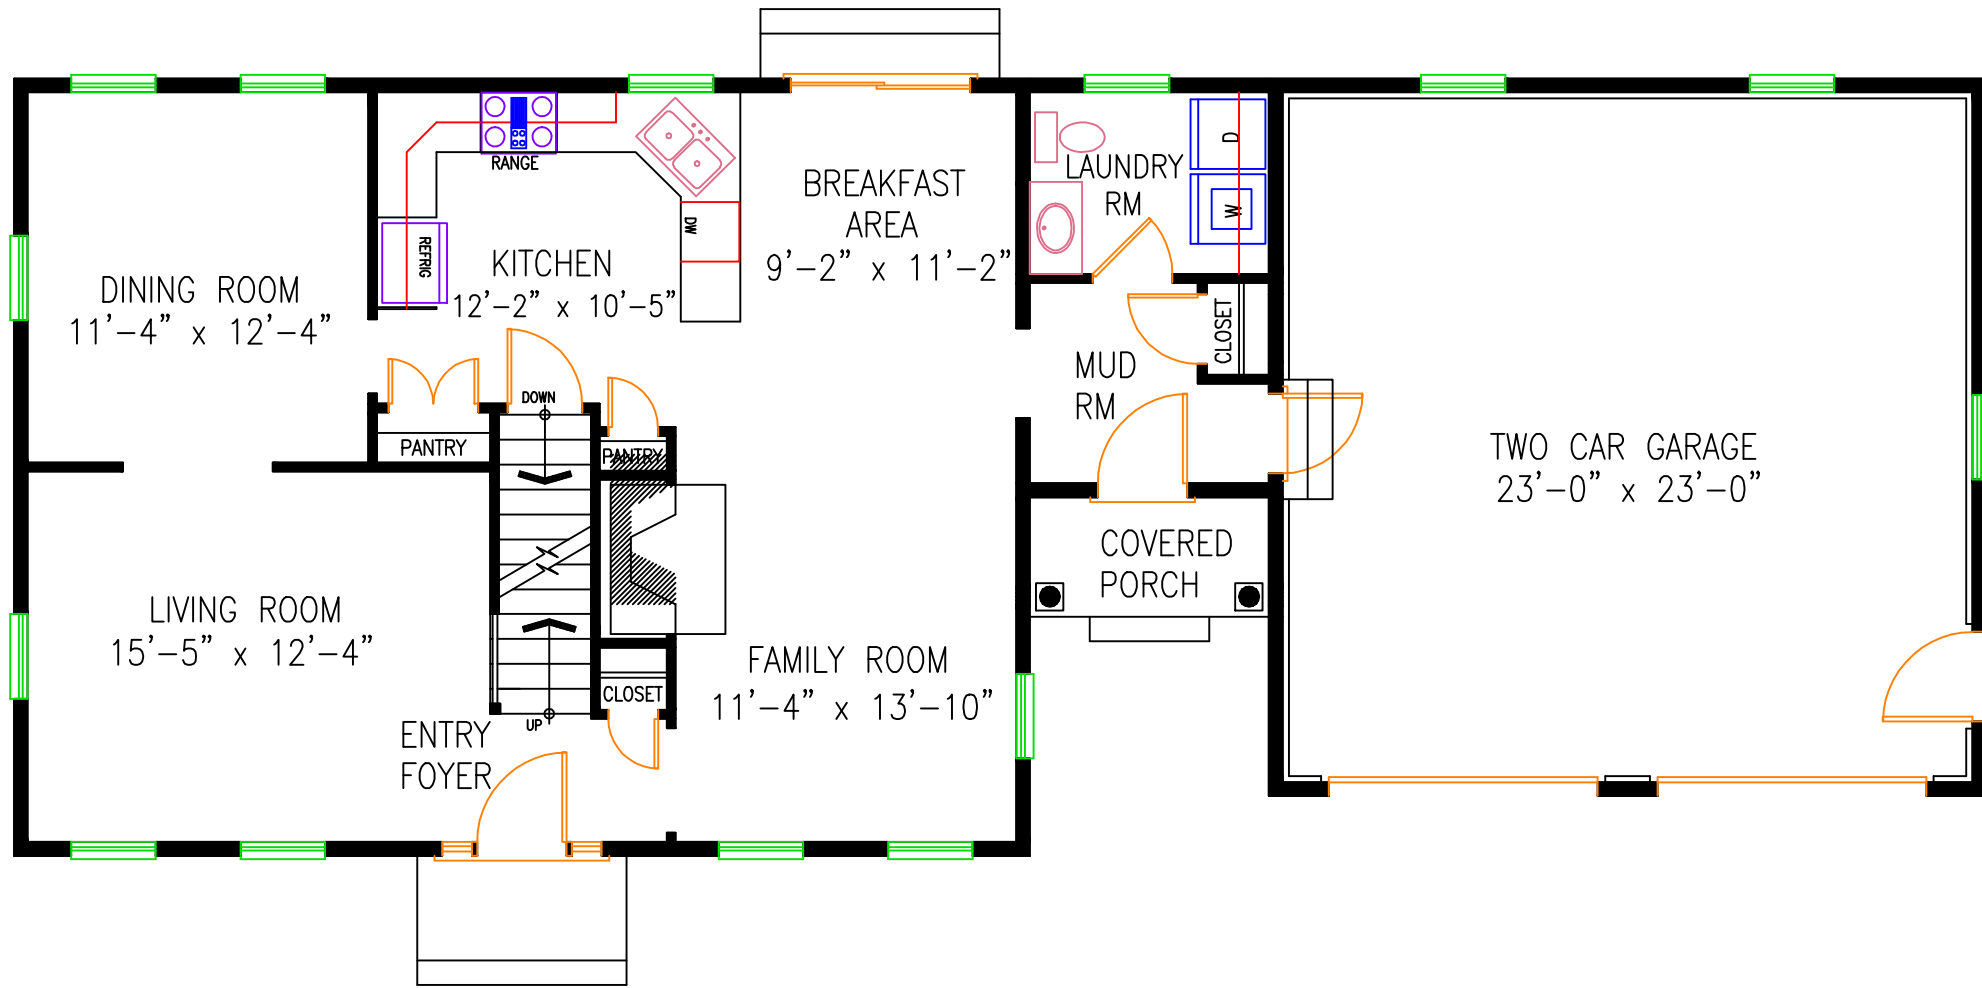 RANGE
DW
REFRIG
KITCHEN
12'-2" x 10'-5"
BREAKFAST
AREA
9'-2" x 11'-2"
LAUNDRY
RM
D
W
DINING ROOM
11'-4" x 12'-4"
CLOSET
MUD
RM
DOWN
PANTRY
PANTRY
TWO CAR GARAGE
23'-0" x 23'-0"
COVERED
PORCH
LIVING ROOM
15'-5" x 12'-4"
FAMILY ROOM
11'-4" x 13'-10"
CLOSET
UP
ENTRY
FOYER